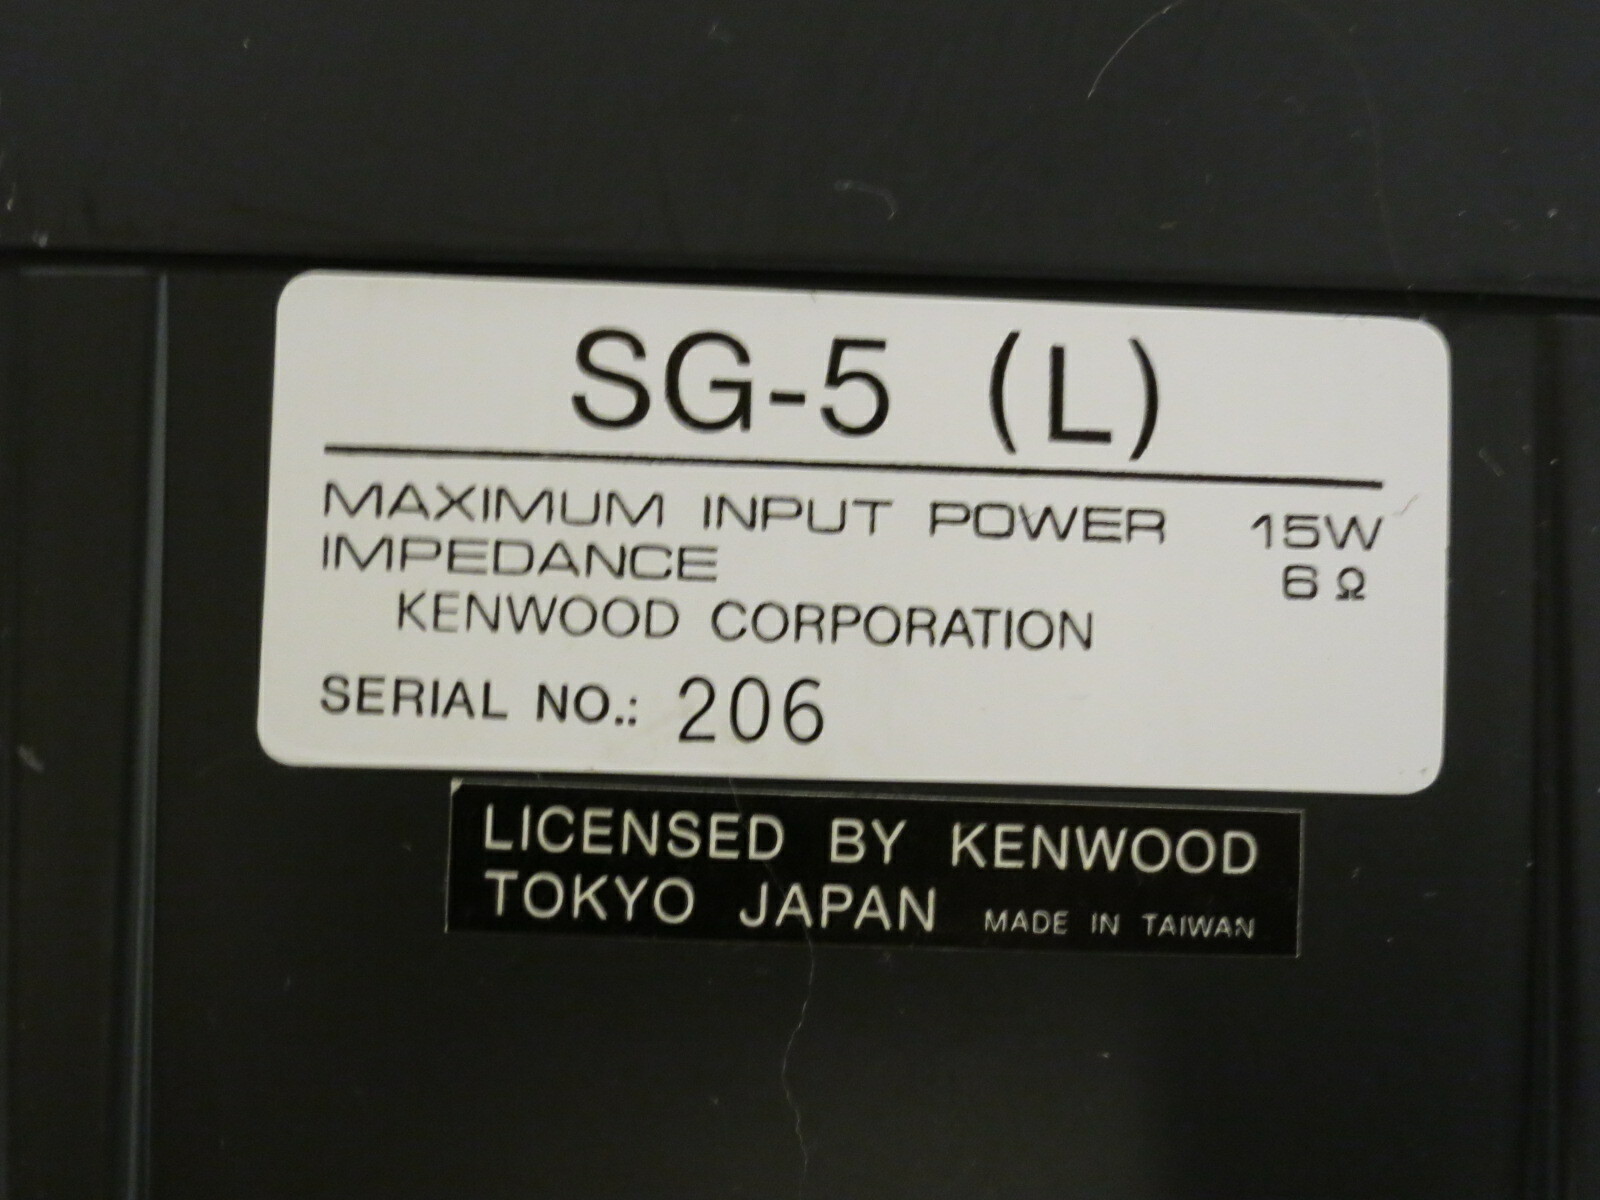 SG-5 (L)
MAXIMUM INPUT POWER 15W
IMPEDANCE 6 Ω
KENWOOD CORPORATION
SERIAL NO.: 206
LICENSED BY KENWOOD
TOKYO JAPAN MADE IN TAIWAN